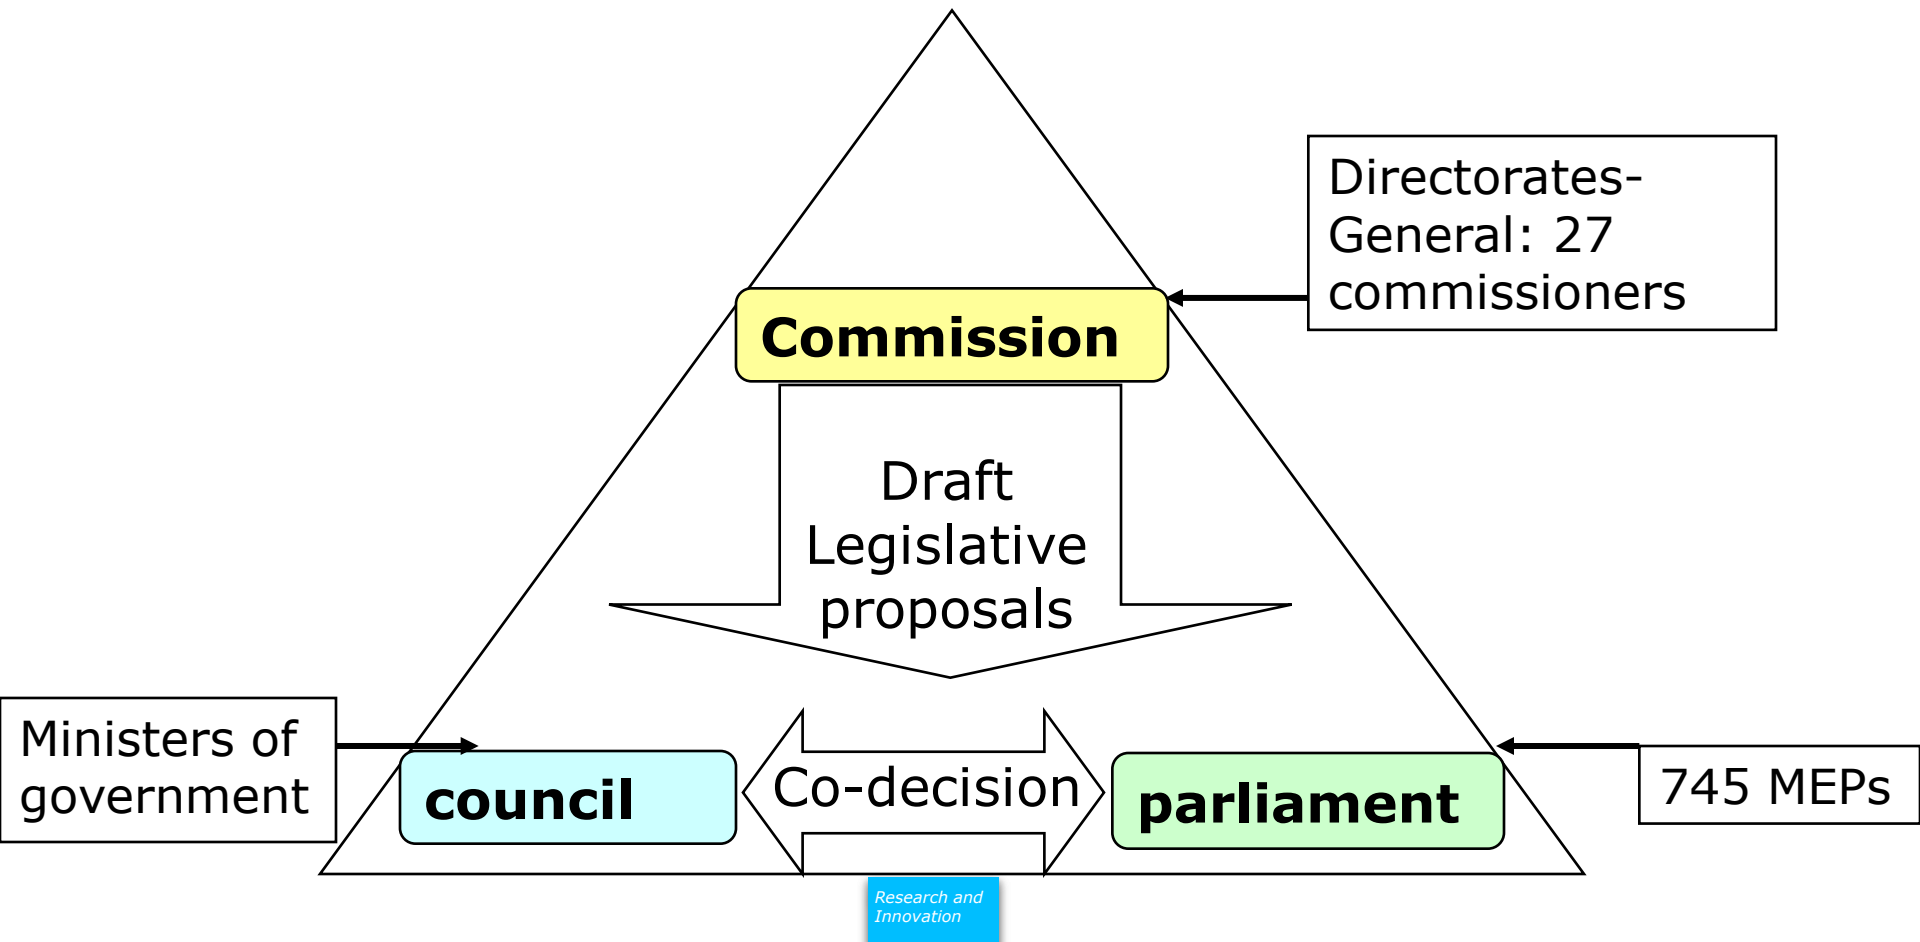 Directorates-
General: 27
commissioners
Commission
Draft
Legislative
proposals
Ministers of
government
council
Co-decision
parliament
745 MEPs
Research and
Innovation